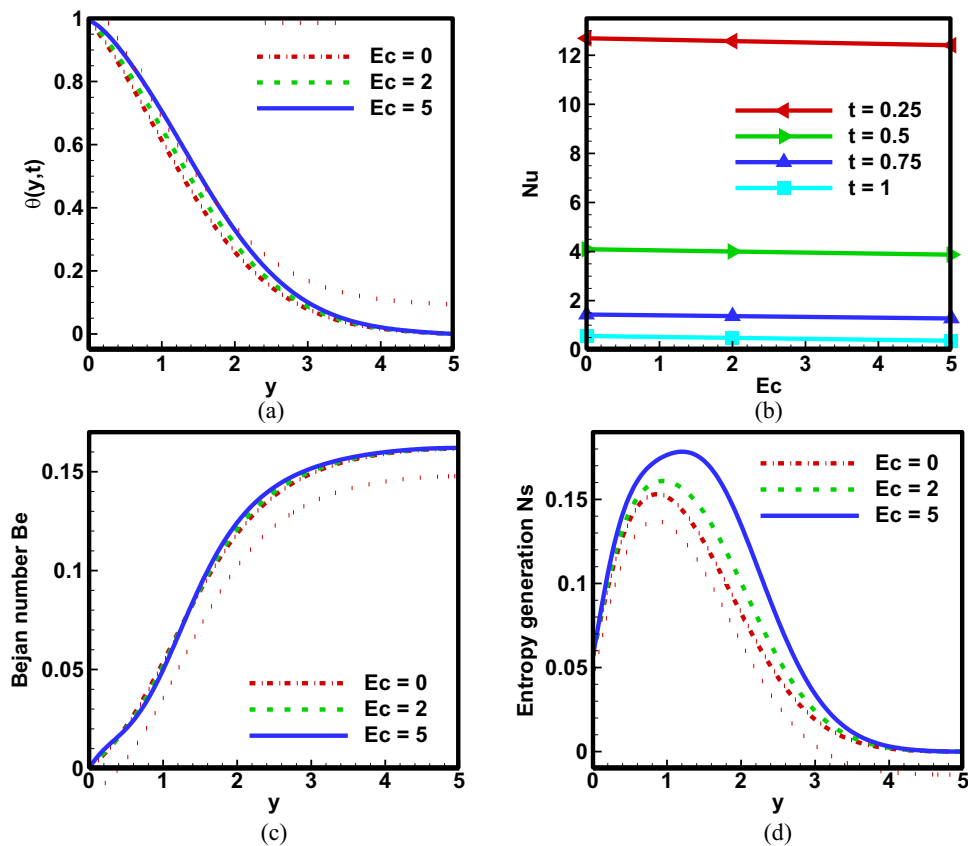 1
0.8
0.6
0.4
0.2
0
θ(y,t)
Ec = 0
Ec = 2
Ec = 5
0 1 2 3 4 5
y
(a)
12
10
8
6
4
2
0
Nu
t = 0.25
t = 0.5
t = 0.75
t = 1
0 1 2 3 4 5
Ec
(b)
0.15
0.1
0.05
0
Bejan number Be
Ec = 0
Ec = 2
Ec = 5
0 1 2 3 4 5
y
(c)
0.15
0.1
0.05
0
Entropy generation Ns
Ec = 0
Ec = 2
Ec = 5
0 1 2 3 4 5
y
(d)